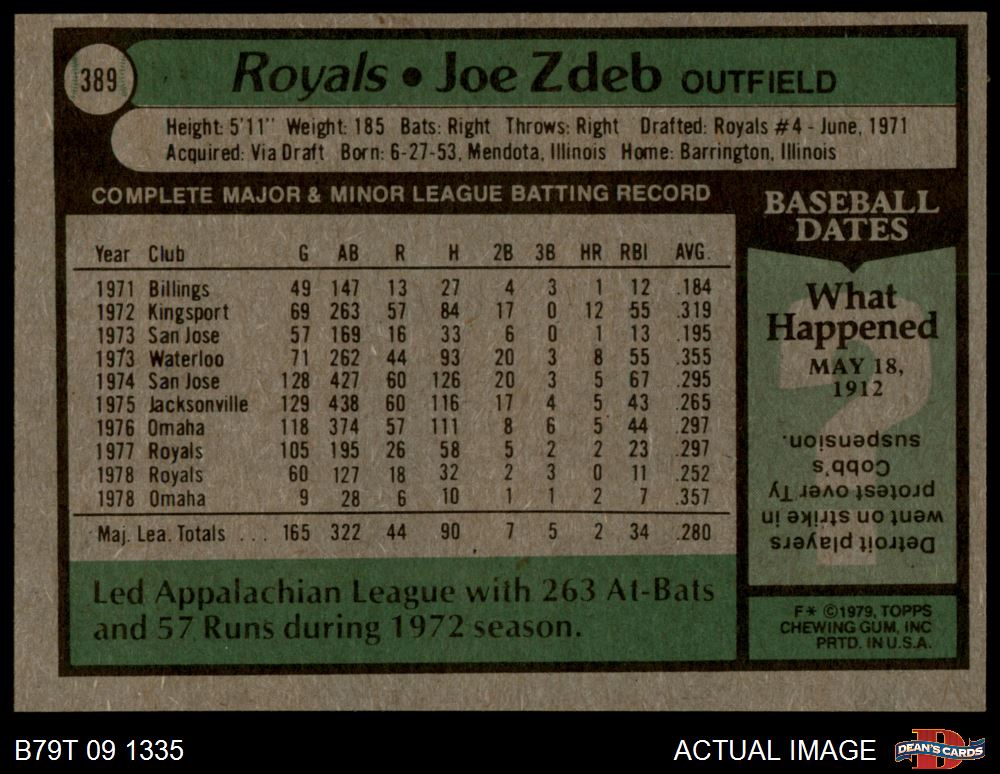 389
Royals • Joe Zdeb OUTFIELD
Height: 5'11" Weight: 185 Bats: Right Throws: Right Drafted: Royals #4 - June, 1971
Acquired: Via Draft Born: 6-27-53, Mendota, Illinois Home: Barrington, Illinois
COMPLETE MAJOR & MINOR LEAGUE BATTING RECORD
Year Club G AB R H 2B 3B HR RBI AVG.
1971 Billings 49 147 13 27 4 3 1 12 .184
1972 Kingsport 69 263 57 84 17 0 12 55 .319
1973 San Jose 57 169 16 33 6 0 1 13 .195
1973 Waterloo 71 262 44 93 20 3 8 55 .355
1974 San Jose 128 427 60 126 20 3 5 67 .295
1975 Jacksonville 129 438 60 116 17 4 5 43 .265
1976 Omaha 118 374 57 111 8 6 5 44 .297
1977 Royals 105 195 26 58 5 2 2 23 .297
1978 Royals 60 127 18 32 2 3 0 11 .252
1978 Omaha 9 28 6 10 1 1 2 7 .357
Maj. Lea. Totals . . . 165 322 44 90 7 5 2 34 .280
Led Appalachian League with 263 At-Bats
and 57 Runs during 1972 season.
BASEBALL
DATES
What
Happened
MAY 18,
1912
Detroit players
went on strike in
protest over Ty
Cobb's
suspension.
F* ©1979, TOPPS
CHEWING GUM, INC
PRTD. IN U.S.A.
B79T 09 1335
ACTUAL IMAGE
DEAN'S CARDS